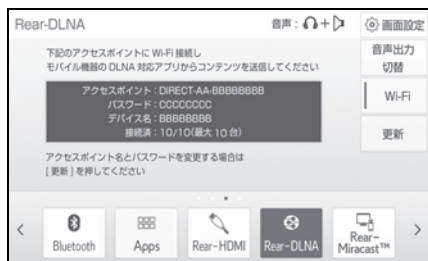 Rear-DLNA
音声：
+
画面設定
下記のアクセスポイントに Wi-Fi 接続し
モバイル機器の DLNA 対応アプリからコンテンツを送信してください
音声出力
切替
アクセスポイント：DIRECT-AA-BBBBBBBB
パスワード：CCCCCCCC
デバイス名：BBBBBBBB
接続済：10/10(最大 10 台)
Wi-Fi
更新
アクセスポイント名とパスワードを変更する場合は
[ 更新 ] を押してください
<
Bluetooth
Apps
Rear-HDMI
Rear-DLNA
Rear-
Miracast™
>